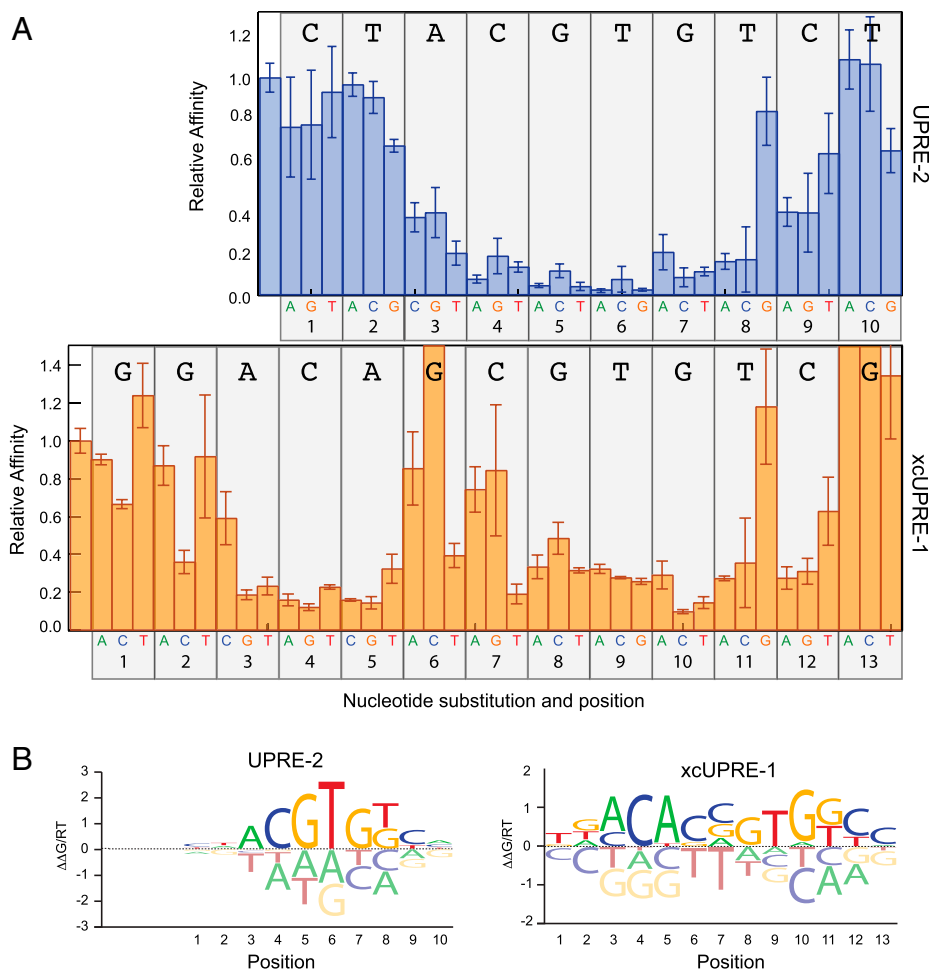 A
C T A C G T G T C T
1.2
1.0
0.8
0.6
0.4
0.2
0.0
Relative Affinity
UPRE-2
A G T A C G C G T A G T A C T A C G A C T A C G A G T A C G
1 2 3 4 5 6 7 8 9 10
G G A C A G C G T G T C G
1.4
1.2
1.0
0.8
0.6
0.4
0.2
0.0
Relative Affinity
xcUPRE-1
A C T A C T C G T A G T C G T A C T A G T A C T A C G A C T A C G A G T A C T
1 2 3 4 5 6 7 8 9 10 11 12 13
Nucleotide substitution and position
B
UPRE-2
3
2
1
0
-1
-2
-3
ΔΔG/RT
1 2 3 4 5 6 7 8 9 10
Position
xcUPRE-1
2
1
0
-1
-2
ΔΔG/RT
1 2 3 4 5 6 7 8 9 10 11 12 13
Position